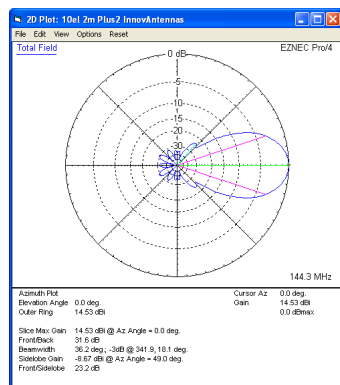 2D Plot: 10el 2m Plus2 InnovAntennas
File Edit View Options Reset
Total Field
EZNEC Pro/4
0 dB
-5
-10
-15
-20
-30
144.3 MHz
Azimuth Plot
Elevation Angle 0.0 deg.
Outer Ring 14.53 dBi
Cursor Az 0.0 deg.
Gain 14.53 dBi
0.0 dBmax
Slice Max Gain 14.53 dBi @ Az Angle = 0.0 deg.
Front/Back 31.6 dB
Beamwidth 36.2 deg.; -3dB @ 341.9, 18.1 deg.
Sidelobe Gain -8.67 dBi @ Az Angle = 49.0 deg.
Front/Sidelobe 23.2 dB